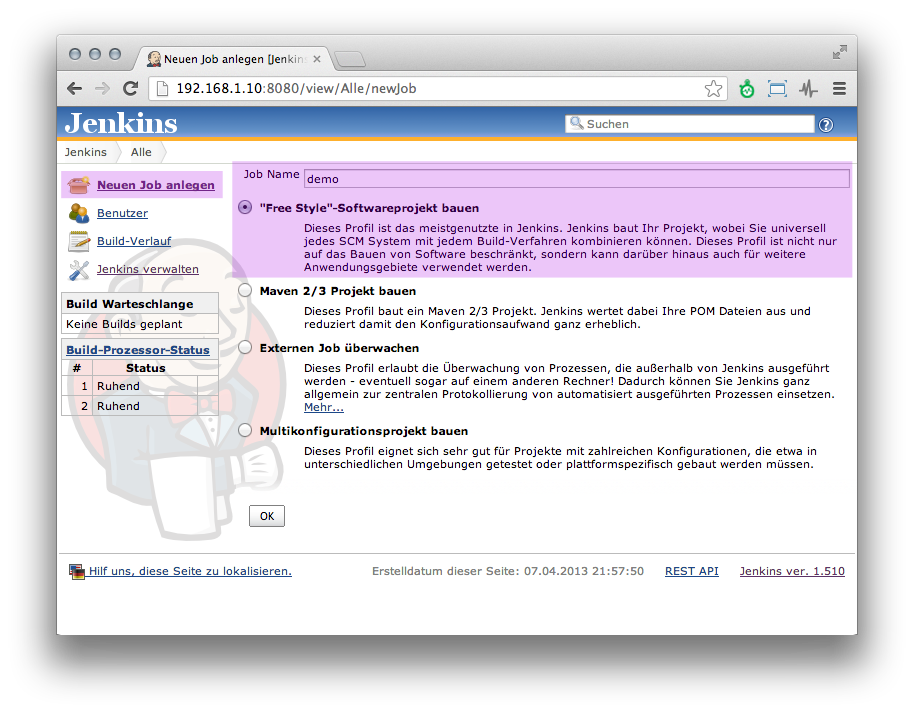 Neuen Job anlegen [Jenkin
192.168.1.10:8080/view/Alle/newJob
Jenkins
Suchen
Jenkins
Alle
Neuen Job anlegen
Benutzer
Build-Verlauf
Jenkins verwalten
Build Warteschlange
Keine Builds geplant
Build-Prozessor-Status
# Status
1 Ruhend
2 Ruhend
Job Name demo
"Free Style"-Softwareprojekt bauen
Dieses Profil ist das meistgenutzte in Jenkins. Jenkins baut Ihr Projekt, wobei Sie universell
jedes SCM System mit jedem Build-Verfahren kombinieren können. Dieses Profil ist nicht nur
auf das Bauen von Software beschränkt, sondern kann darüber hinaus auch für weitere
Anwendungsgebiete verwendet werden.
Maven 2/3 Projekt bauen
Dieses Profil baut ein Maven 2/3 Projekt. Jenkins wertet dabei Ihre POM Dateien aus und
reduziert damit den Konfigurationsaufwand ganz erheblich.
Externen Job überwachen
Dieses Profil erlaubt die Überwachung von Prozessen, die außerhalb von Jenkins ausgeführt
werden - eventuell sogar auf einem anderen Rechner! Dadurch können Sie Jenkins ganz
allgemein zur zentralen Protokollierung von automatisiert ausgeführten Prozessen einsetzen.
Mehr...
Multikonfigurationsprojekt bauen
Dieses Profil eignet sich sehr gut für Projekte mit zahlreichen Konfigurationen, die etwa in
unterschiedlichen Umgebungen getestet oder plattformspezifisch gebaut werden müssen.
OK
Hilf uns, diese Seite zu lokalisieren.
Erstelldatum dieser Seite: 07.04.2013 21:57:50
REST API
Jenkins ver. 1.510